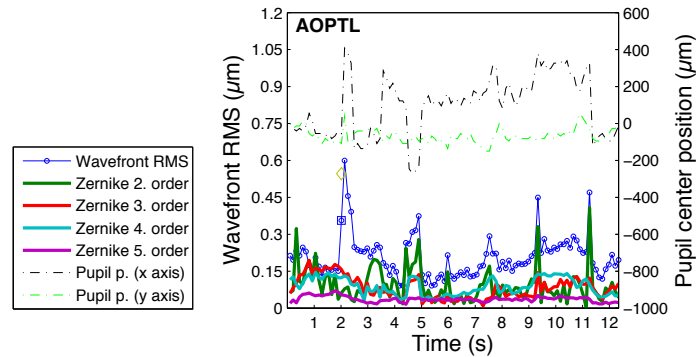 AOPTL
1.2
1.05
0.9
0.75
0.6
0.45
0.3
0.15
0
Wavefront RMS (µm)
600
400
200
0
−200
−400
−600
−800
−1000
Pupil center position (µm)
1 2 3 4 5 6 7 8 9 10 11 12
Time (s)
Wavefront RMS
Zernike 2. order
Zernike 3. order
Zernike 4. order
Zernike 5. order
Pupil p. (x axis)
Pupil p. (y axis)